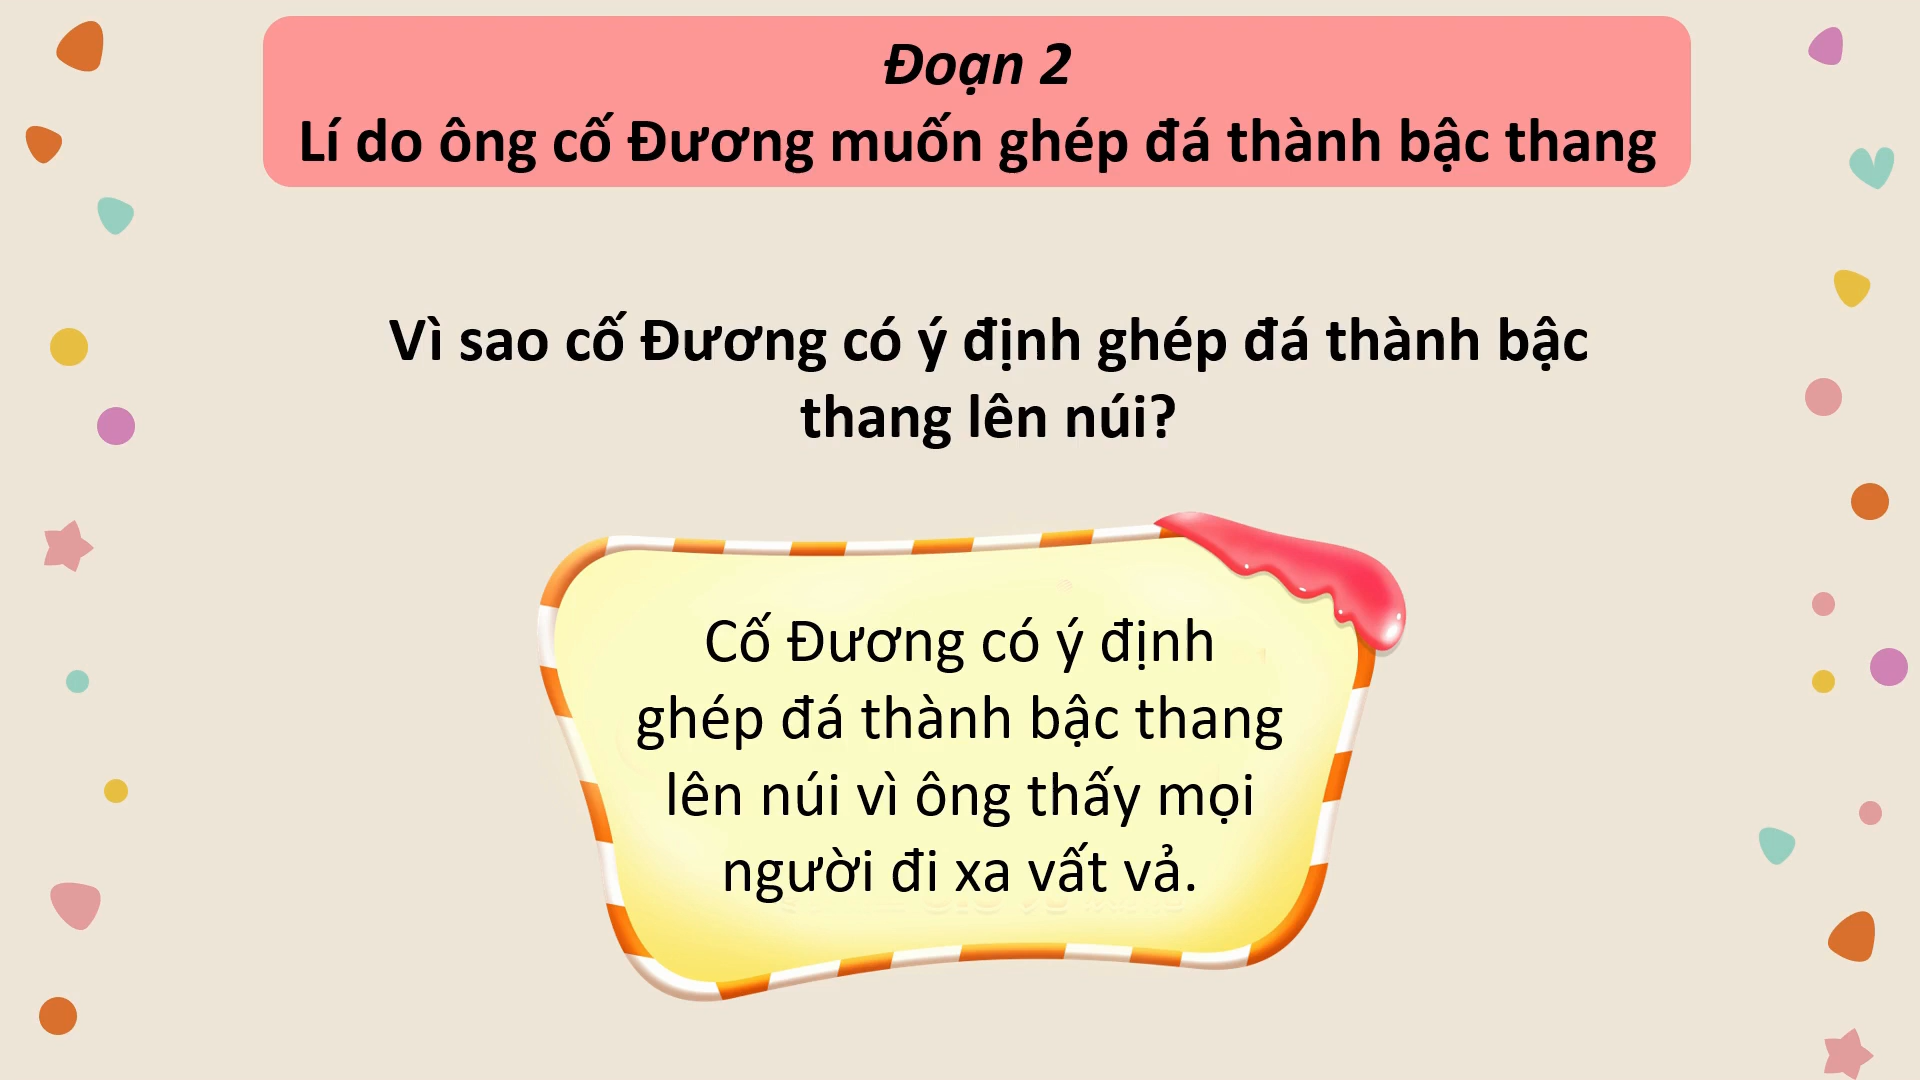 Đoạn 2
Lí do ông cố Đương muốn ghép đá thành bậc thang
Vì sao cố Đương có ý định ghép đá thành bậc
thang lên núi?
Cố Đương có ý định
ghép đá thành bậc thang
lên núi vì ông thấy mọi
người đi xa vất vả.